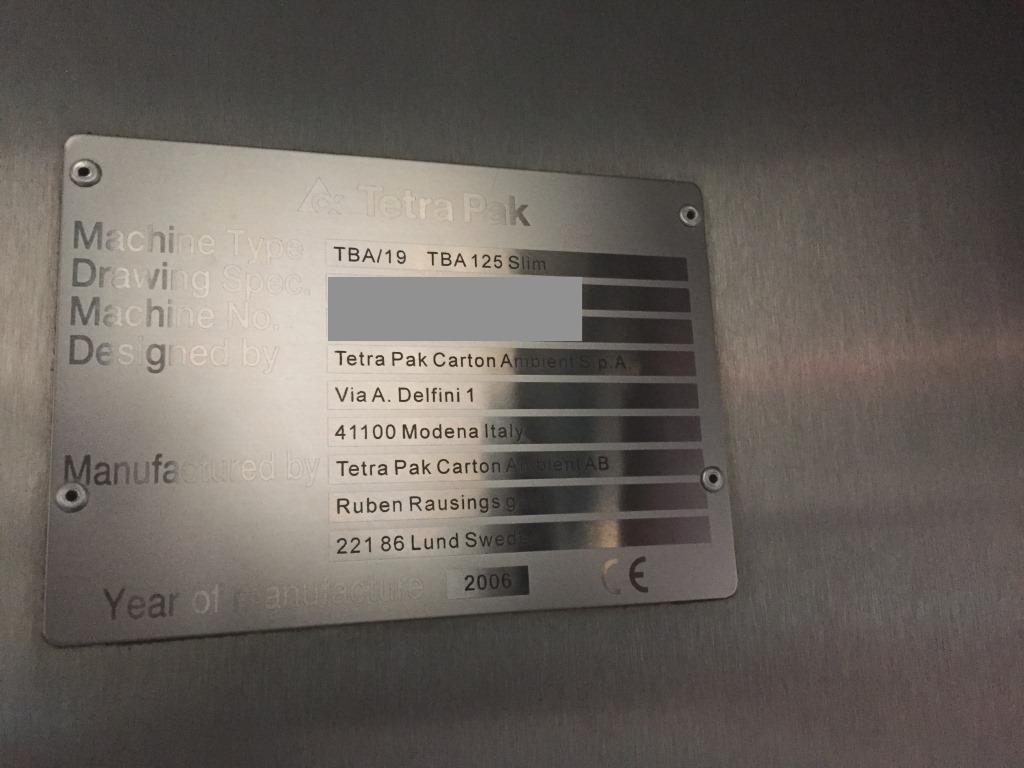 Tetra Pak
Machine Type TBA/19 TBA 125 Slim
Drawing Spec.
Machine No.
Designed by Tetra Pak Carton Ambient S.p.A.
Via A. Delfini 1
41100 Modena Italy
Manufactured by Tetra Pak Carton Ambient AB
Ruben Rausings
221 86 Lund Sweden
Year of manufacture 2006 CE